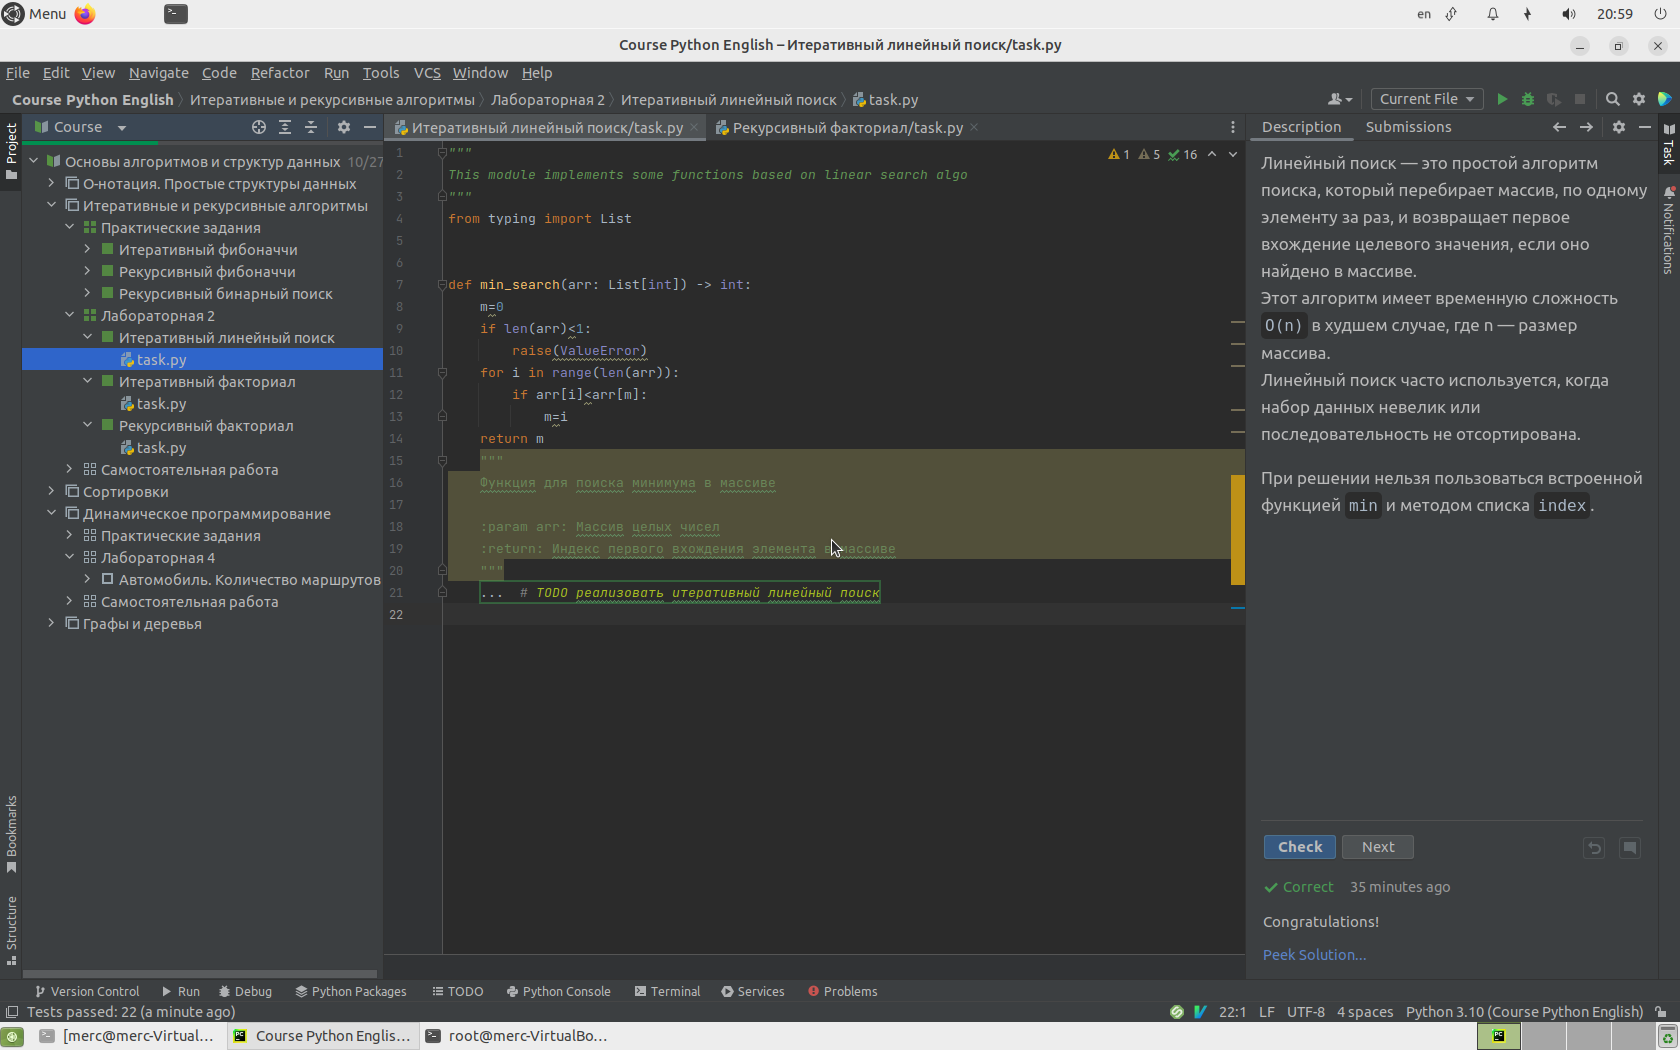 Menu
en
20:59
Course Python English – Итеративный линейный поиск/task.py
File Edit View Navigate Code Refactor Run Tools VCS Window Help
Course Python English Итеративные и рекурсивные алгоритмы Лабораторная 2 Итеративный линейный поиск task.py
Current File
Project
Course
Основы алгоритмов и структур данных 10/27
О-нотация. Простые структуры данных
Итеративные и рекурсивные алгоритмы
Практические задания
Итеративный фибоначчи
Рекурсивный фибоначчи
Рекурсивный бинарный поиск
Лабораторная 2
Итеративный линейный поиск
task.py
Итеративный факториал
task.py
Рекурсивный факториал
task.py
Самостоятельная работа
Сортировки
Динамическое программирование
Практические задания
Лабораторная 4
Автомобиль. Количество маршрутов
Самостоятельная работа
Графы и деревья
Bookmarks
Structure
Итеративный линейный поиск/task.py Рекурсивный факториал/task.py
1 5 16
1 """
2 This module implements some functions based on linear search algo
3 """
4 from typing import List
5
6
7 def min_search(arr: List[int]) -> int:
8 m=0
9 if len(arr)<1:
10 raise(ValueError)
11 for i in range(len(arr)):
12 if arr[i]<arr[m]:
13 m=i
14 return m
15 """
16 Функция для поиска минимума в массиве
17
18 :param arr: Массив целых чисел
19 :return: Индекс первого вхождения элемента в массиве
20 """
21 ... # TODO реализовать итеративный линейный поиск
22
Description Submissions
Линейный поиск — это простой алгоритм
поиска, который перебирает массив, по одному
элементу за раз, и возвращает первое
вхождение целевого значения, если оно
найдено в массиве.
Этот алгоритм имеет временную сложность
O(n) в худшем случае, где n — размер
массива.
Линейный поиск часто используется, когда
набор данных невелик или
последовательность не отсортирована.
При решении нельзя пользоваться встроенной
функцией min и методом списка index.
Check Next
Correct 35 minutes ago
Congratulations!
Peek Solution...
Task
Notifications
Version Control Run Debug Python Packages TODO Python Console Terminal Services Problems
Tests passed: 22 (a minute ago)
22:1 LF UTF-8 4 spaces Python 3.10 (Course Python English)
[merc@merc-Virtual...
Course Python Englis...
root@merc-VirtualBo...